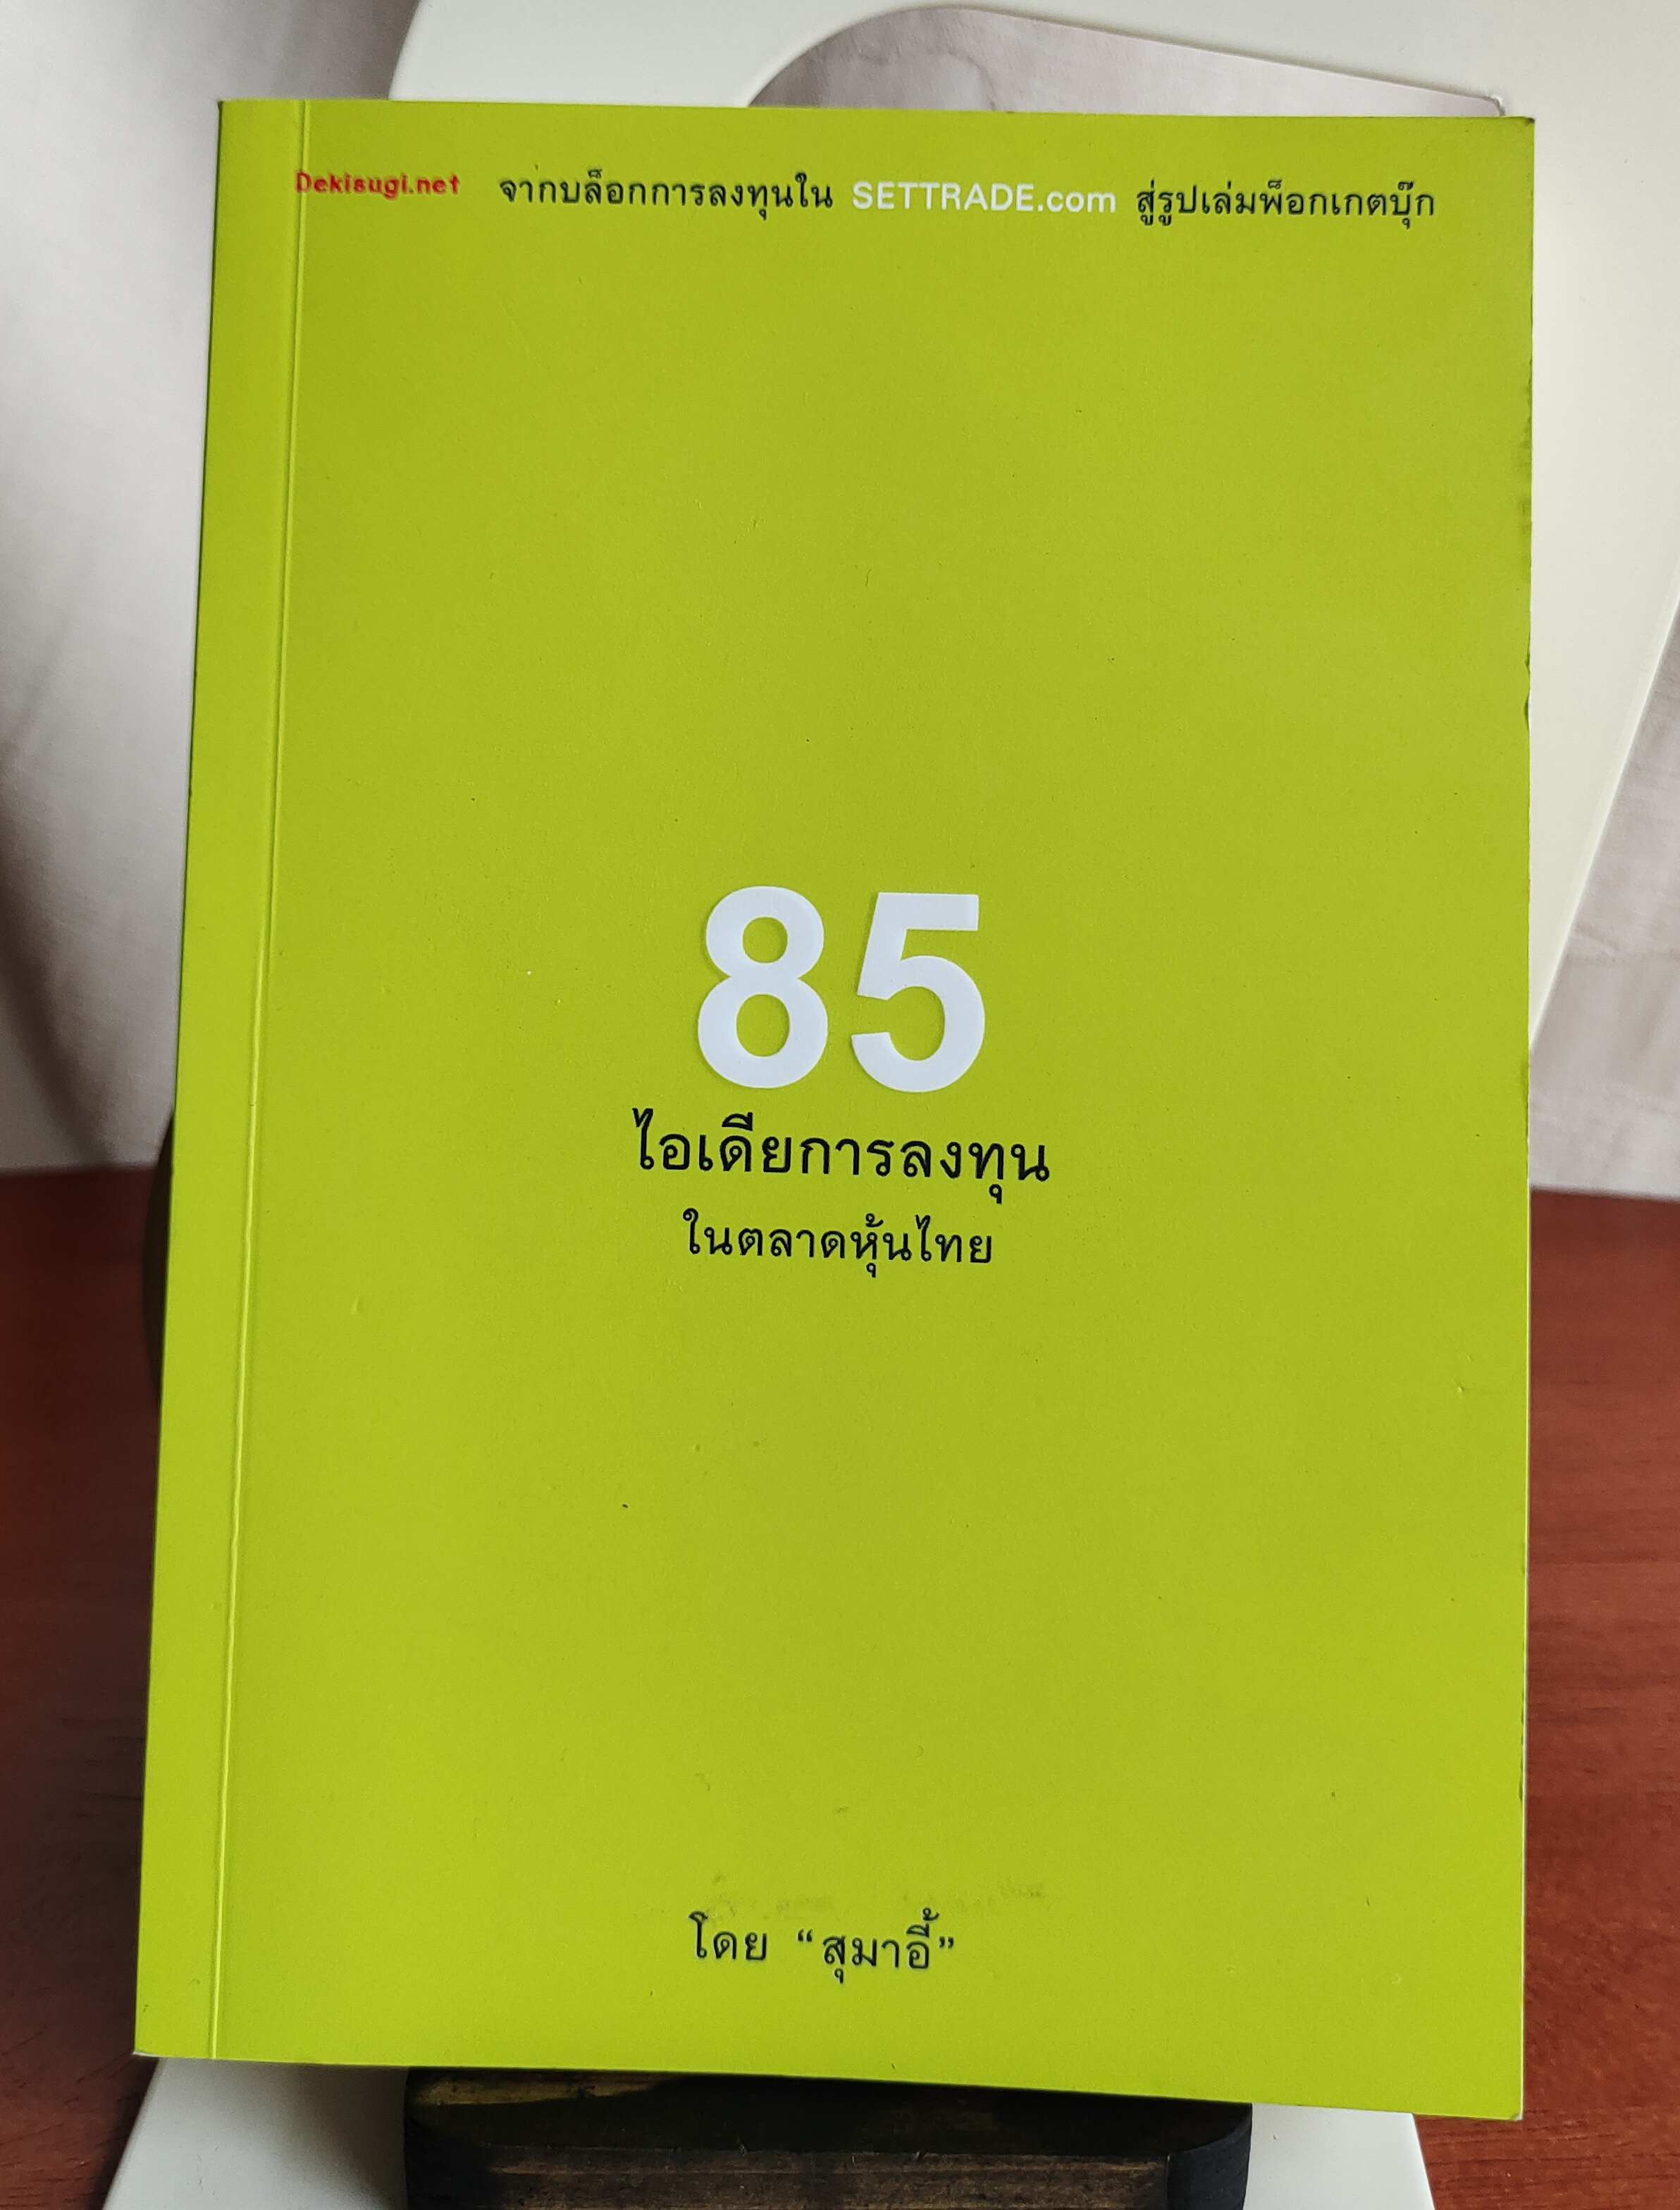 Dekisugi.net จากบล็อกการลงทุนใน SETTRADE.com สู่รูปเล่มพ็อกเกตบุ๊ก
85
ไอเดียการลงทุน
ในตลาดหุ้นไทย
โดย “สุมาอี้”